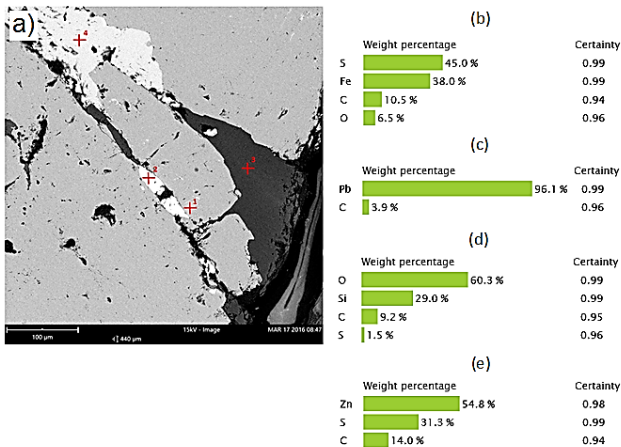 a)
4
2
3
1
100 µm
440 µm
15kV - Image
MAR 17 2016 08:47
(b)
Weight percentage Certainty
S 45.0 % 0.99
Fe 38.0 % 0.99
C 10.5 % 0.94
O 6.5 % 0.96
(c)
Weight percentage Certainty
Pb 96.1 % 0.99
C 3.9 % 0.96
(d)
Weight percentage Certainty
O 60.3 % 0.99
Si 29.0 % 0.99
C 9.2 % 0.95
S 1.5 % 0.96
(e)
Weight percentage Certainty
Zn 54.8 % 0.98
S 31.3 % 0.99
C 14.0 % 0.94